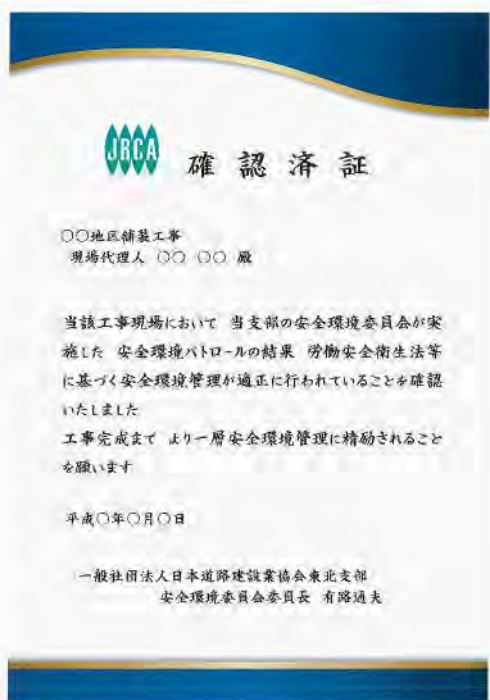 JRCA
確認済証
〇〇地区舗装工事
現場代理人 〇〇 〇〇 殿
当該工事現場において 当支部の安全環境委員会が実
施した 安全環境パトロールの結果 労働安全衛生法等
に基づく安全環境管理が適正に行われていることを確認
いたしました
工事完成まで より一層安全環境管理に精励されること
を願います
平成〇年〇月〇日
一般社団法人日本道路建設業協会東北支部
安全環境委員会委員長 有路通夫